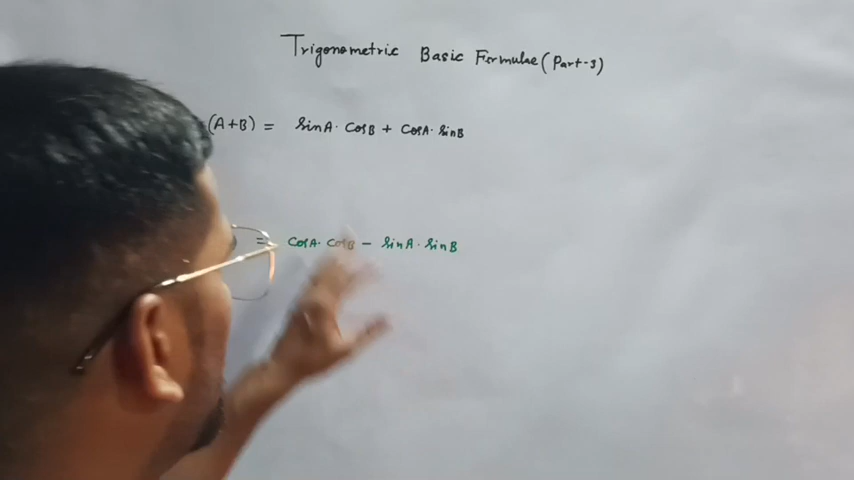 Trigonometric Basic Formulae (Part-3)
(A+B) = SinA · CosB + CosA · SinB
= CosA · CosB - SinA · SinB